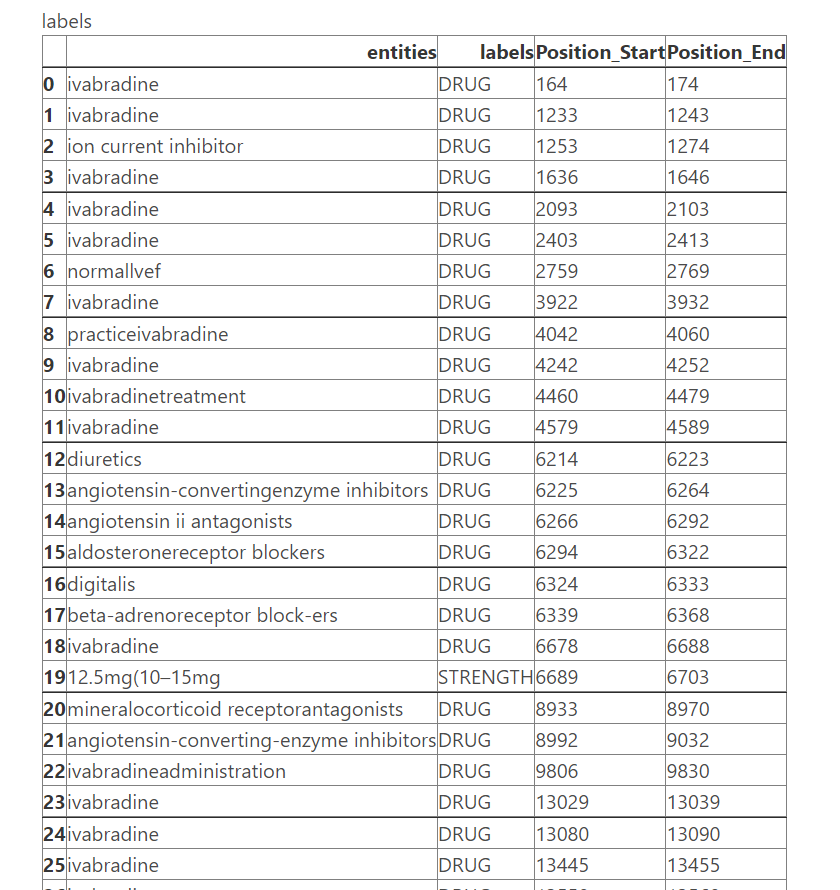 labels
entities labels Position_Start Position_End
0 ivabradine DRUG 164 174
1 ivabradine DRUG 1233 1243
2 ion current inhibitor DRUG 1253 1274
3 ivabradine DRUG 1636 1646
4 ivabradine DRUG 2093 2103
5 ivabradine DRUG 2403 2413
6 normallvef DRUG 2759 2769
7 ivabradine DRUG 3922 3932
8 practiceivabradine DRUG 4042 4060
9 ivabradine DRUG 4242 4252
10 ivabradinetreatment DRUG 4460 4479
11 ivabradine DRUG 4579 4589
12 diuretics DRUG 6214 6223
13 angiotensin-convertingenzyme inhibitors DRUG 6225 6264
14 angiotensin ii antagonists DRUG 6266 6292
15 aldosteronereceptor blockers DRUG 6294 6322
16 digitalis DRUG 6324 6333
17 beta-adrenoreceptor block-ers DRUG 6339 6368
18 ivabradine DRUG 6678 6688
19 12.5mg(10–15mg STRENGTH 6689 6703
20 mineralocorticoid receptorantagonists DRUG 8933 8970
21 angiotensin-converting-enzyme inhibitors DRUG 8992 9032
22 ivabradineadministration DRUG 9806 9830
23 ivabradine DRUG 13029 13039
24 ivabradine DRUG 13080 13090
25 ivabradine DRUG 13445 13455